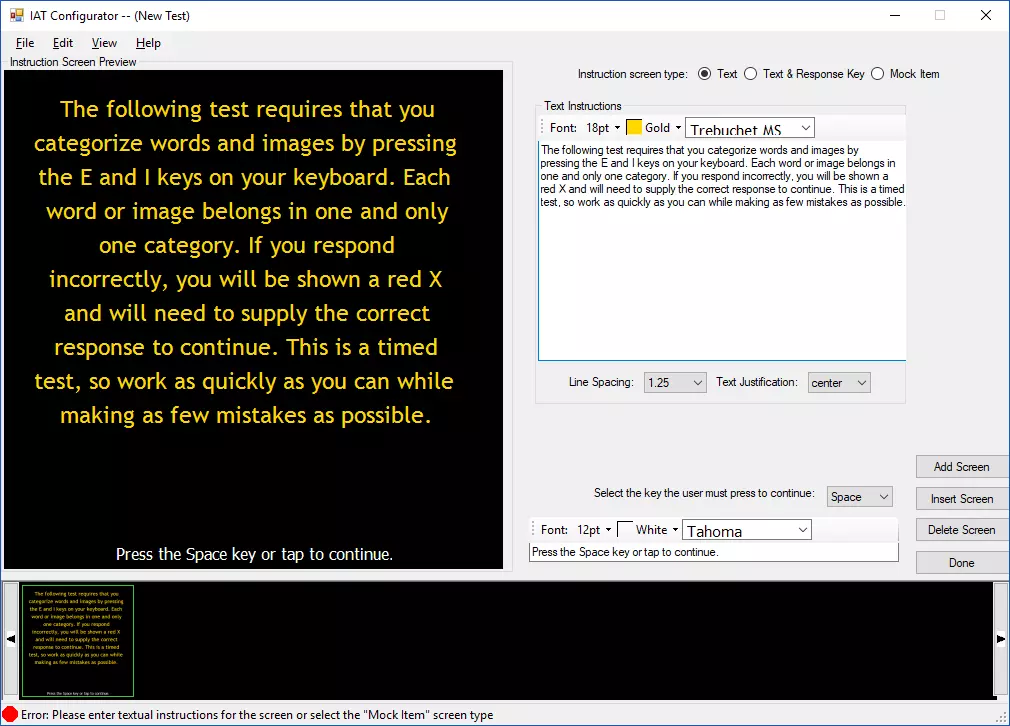 IAT Configurator -- (New Test)
File Edit View Help
Instruction Screen Preview
The following test requires that you
categorize words and images by pressing
the E and I keys on your keyboard. Each
word or image belongs in one and only
one category. If you respond
incorrectly, you will be shown a red X
and will need to supply the correct
response to continue. This is a timed
test, so work as quickly as you can while
making as few mistakes as possible.
Press the Space key or tap to continue.
Instruction screen type: Text Text & Response Key Mock Item
Text Instructions
Font: 18pt Gold Trebuchet MS
The following test requires that you categorize words and images by
pressing the E and I keys on your keyboard. Each word or image belongs in
one and only one category. If you respond incorrectly, you will be shown a
red X and will need to supply the correct response to continue. This is a timed
test, so work as quickly as you can while making as few mistakes as possible.
Line Spacing: 1.25 Text Justification: center
Select the key the user must press to continue: Space
Font: 12pt White Tahoma
Press the Space key or tap to continue.
Add Screen
Insert Screen
Delete Screen
Done
The following test requires that you
categorize words and images by pressing
the E and I keys on your keyboard. Each
word or image belongs in one and only
one category. If you respond
incorrectly, you will be shown a red X
and will need to supply the correct
response to continue. This is a timed
test, so work as quickly as you can while
making as few mistakes as possible.
Press the Space key or tap to continue.
Error: Please enter textual instructions for the screen or select the "Mock Item" screen type